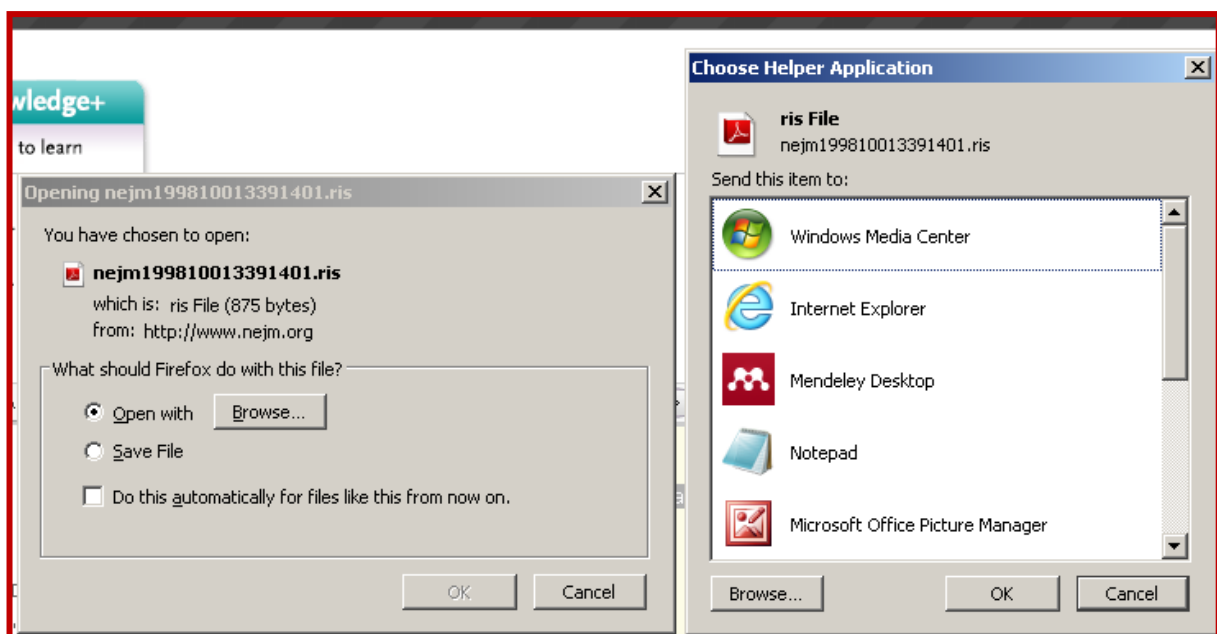 wledge+
to learn
Opening nejm199810013391401.ris
You have chosen to open:
nejm199810013391401.ris
which is: ris File (875 bytes)
from: http://www.nejm.org
What should Firefox do with this file?
Open with
Browse...
Save File
Do this automatically for files like this from now on.
OK
Cancel
Choose Helper Application
ris File
nejm199810013391401.ris
Send this item to:
Windows Media Center
Internet Explorer
Mendeley Desktop
Notepad
Microsoft Office Picture Manager
Browse...
OK
Cancel